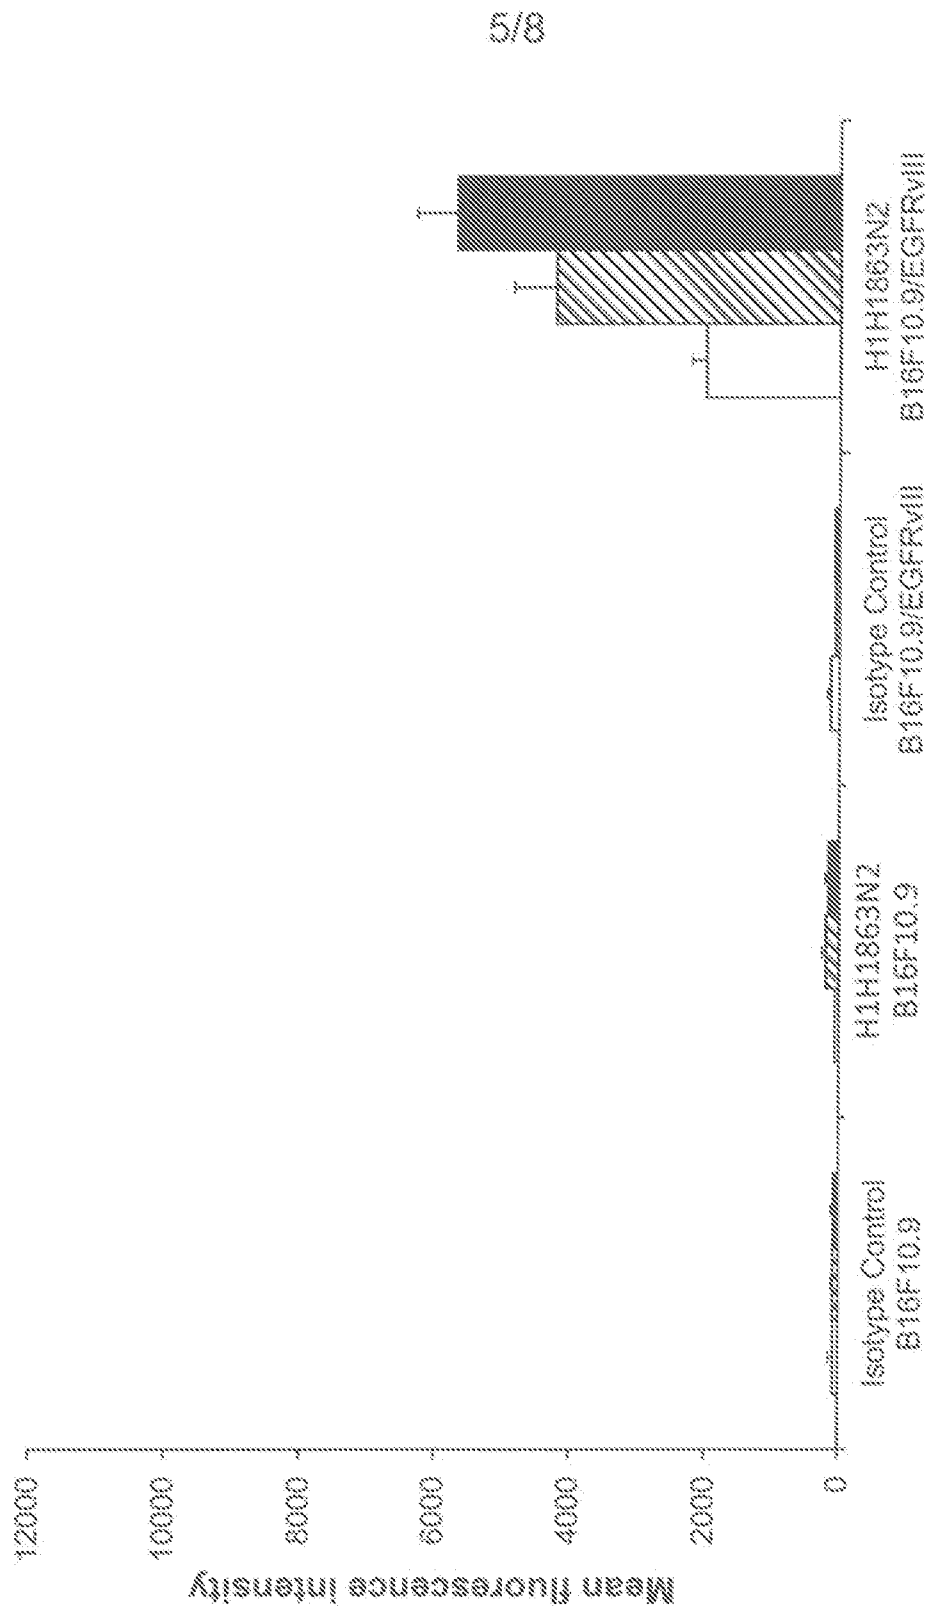 5/8
Mean fluorescence intensity
12000
10000
8000
6000
4000
2000
0
Isotype Control
B16F10.9
H1H1863N2
B16F10.9
Isotype Control
B16F10.9/EGFRvIII
H1H1863N2
B16F10.9/EGFRvIII